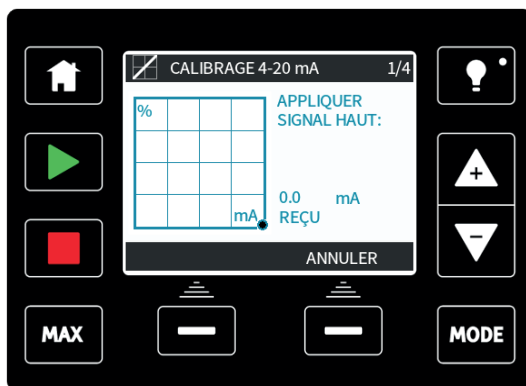 CALIBRAGE 4-20 mA 1/4
%
APPLIQUER
SIGNAL HAUT:
0.0 mA
mA
REÇU
ANNULER
+
−
MAX
MODE